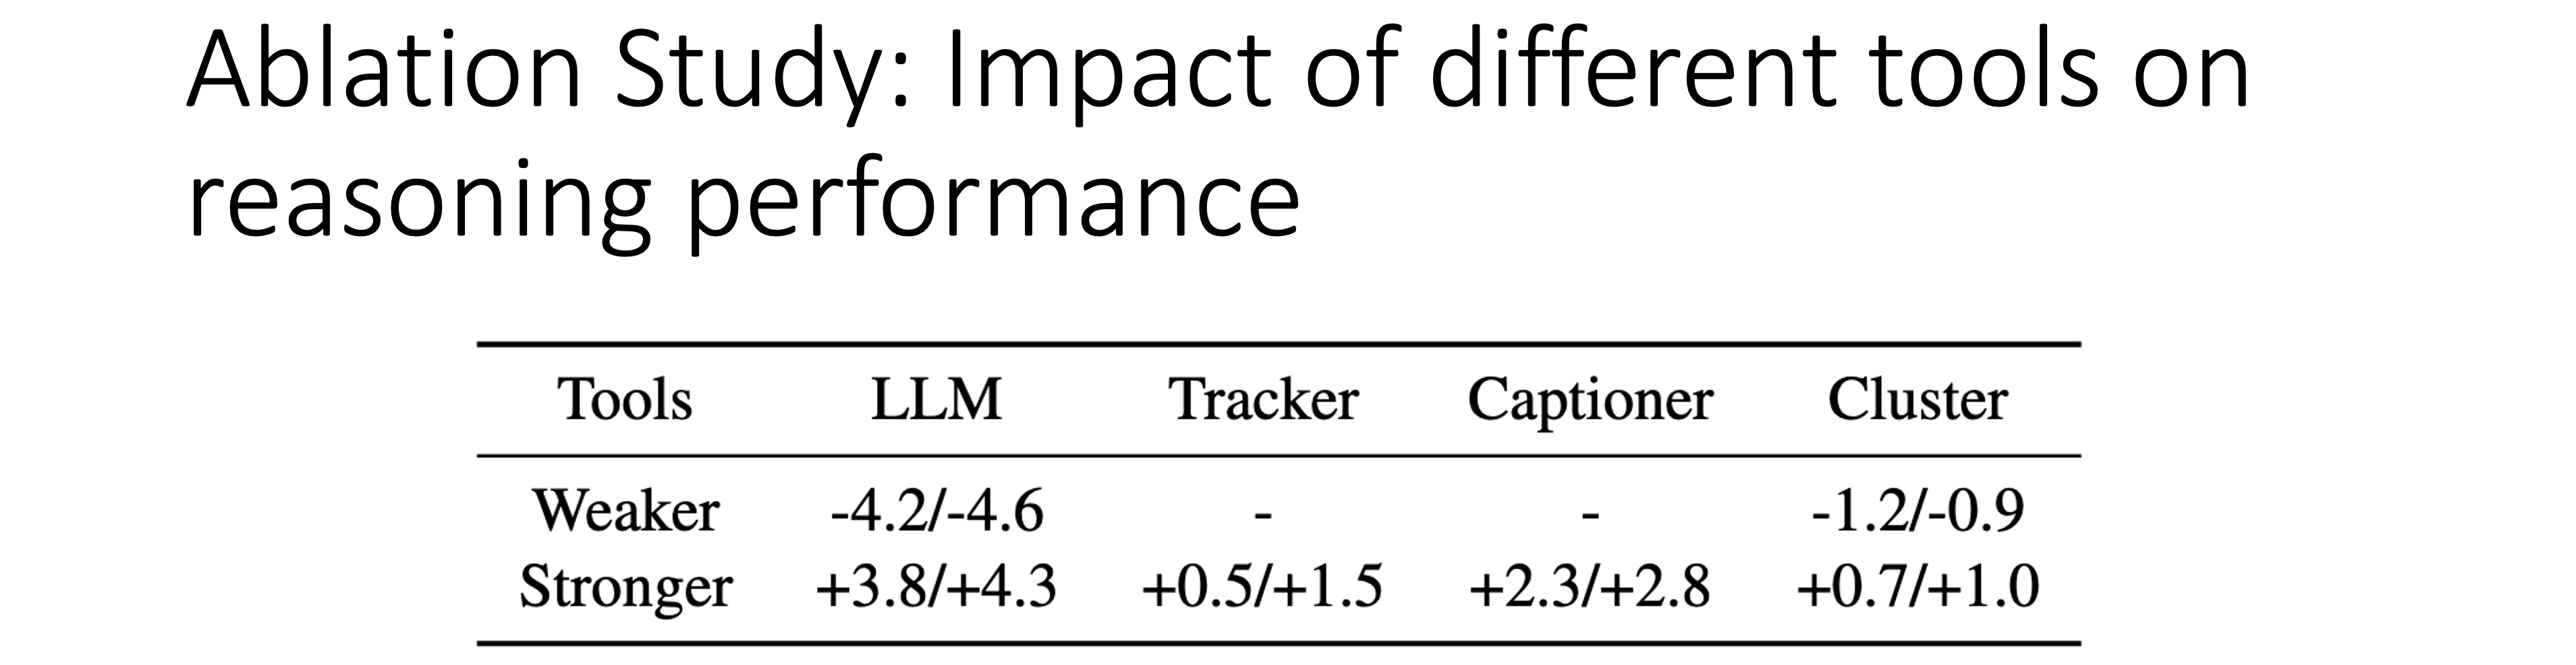 Ablation Study: Impact of different tools on
reasoning performance
Tools LLM Tracker Captioner Cluster
Weaker -4.2/-4.6 - - -1.2/-0.9
Stronger +3.8/+4.3 +0.5/+1.5 +2.3/+2.8 +0.7/+1.0